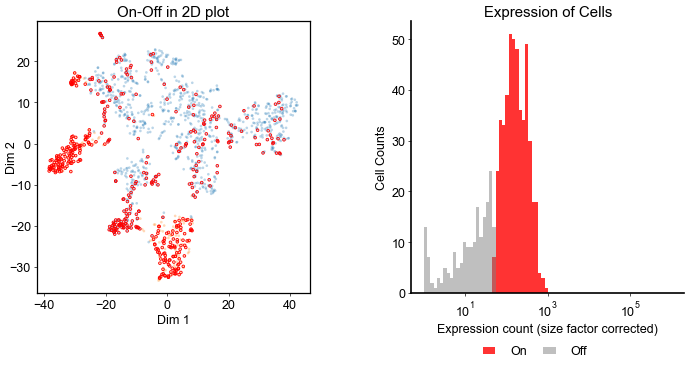 On-Off in 2D plot
20
10
0
−10
−20
−30
Dim 2
−40
−20
0
20
40
Dim 1
Expression of Cells
50
40
30
20
10
0
Cell Counts
10^1
10^3
10^5
Expression count (size factor corrected)
On
Off